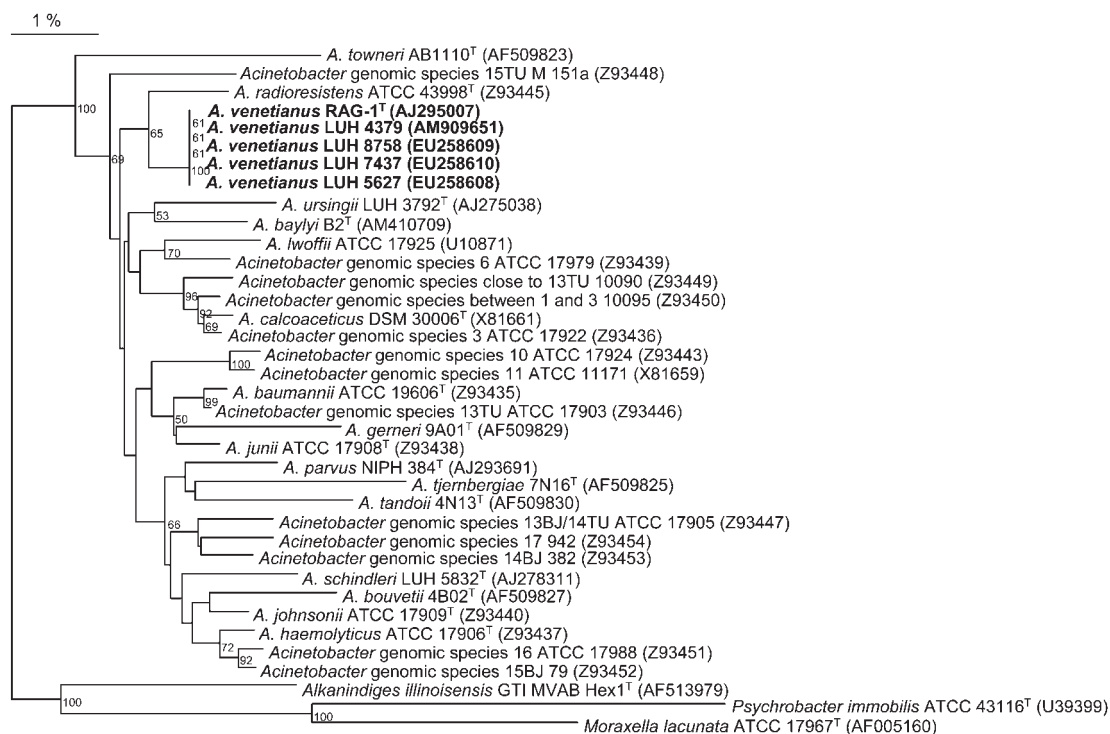 1 %
A. towneri AB1110T (AF509823)
Acinetobacter genomic species 15TU M 151a (Z93448)
A. radioresistens ATCC 43998T (Z93445)
100
A. venetianus RAG-1T (AJ295007)
61
A. venetianus LUH 4379 (AM909651)
65
61
A. venetianus LUH 8758 (EU258609)
61
69
A. venetianus LUH 7437 (EU258610)
100
A. venetianus LUH 5627 (EU258608)
A. ursingii LUH 3792T (AJ275038)
53
A. baylyi B2T (AM410709)
A. lwoffii ATCC 17925 (U10871)
70
Acinetobacter genomic species 6 ATCC 17979 (Z93439)
Acinetobacter genomic species close to 13TU 10090 (Z93449)
96
Acinetobacter genomic species between 1 and 3 10095 (Z93450)
92
A. calcoaceticus DSM 30006T (X81661)
69
Acinetobacter genomic species 3 ATCC 17922 (Z93436)
Acinetobacter genomic species 10 ATCC 17924 (Z93443)
100
Acinetobacter genomic species 11 ATCC 11171 (X81659)
A. baumannii ATCC 19606T (Z93435)
99
Acinetobacter genomic species 13TU ATCC 17903 (Z93446)
50
A. gerneri 9A01T (AF509829)
A. junii ATCC 17908T (Z93438)
A. parvus NIPH 384T (AJ293691)
A. tjernbergiae 7N16T (AF509825)
A. tandoii 4N13T (AF509830)
66
Acinetobacter genomic species 13BJ/14TU ATCC 17905 (Z93447)
Acinetobacter genomic species 17 942 (Z93454)
Acinetobacter genomic species 14BJ 382 (Z93453)
A. schindleri LUH 5832T (AJ278311)
A. bouvetii 4B02T (AF509827)
A. johnsonii ATCC 17909T (Z93440)
A. haemolyticus ATCC 17906T (Z93437)
72
Acinetobacter genomic species 16 ATCC 17988 (Z93451)
92
Acinetobacter genomic species 15BJ 79 (Z93452)
Alkanindiges illinoisensis GTI MVAB Hex1T (AF513979)
100
Psychrobacter immobilis ATCC 43116T (U39399)
100
Moraxella lacunata ATCC 17967T (AF005160)